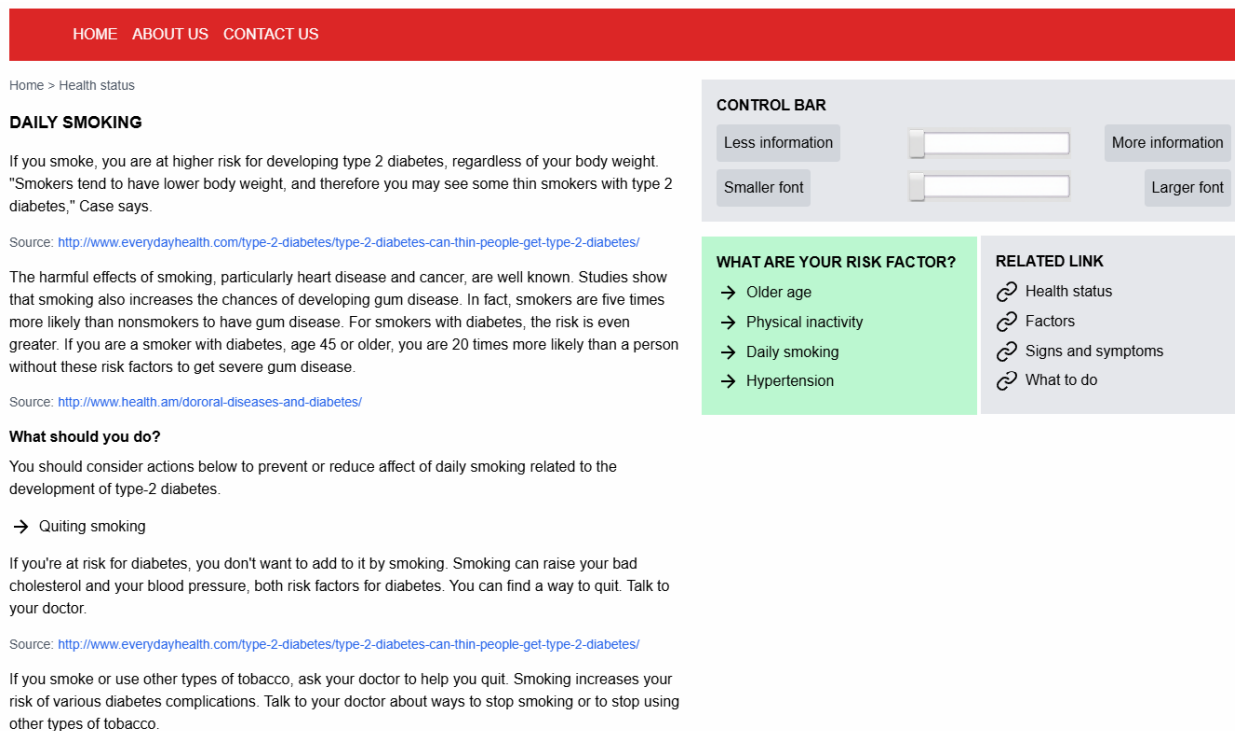 HOME ABOUT US CONTACT US
Home > Health status
DAILY SMOKING
If you smoke, you are at higher risk for developing type 2 diabetes, regardless of your body weight.
"Smokers tend to have lower body weight, and therefore you may see some thin smokers with type 2
diabetes," Case says.
Source: http://www.everydayhealth.com/type-2-diabetes/type-2-diabetes-can-thin-people-get-type-2-diabetes/
The harmful effects of smoking, particularly heart disease and cancer, are well known. Studies show
that smoking also increases the chances of developing gum disease. In fact, smokers are five times
more likely than nonsmokers to have gum disease. For smokers with diabetes, the risk is even
greater. If you are a smoker with diabetes, age 45 or older, you are 20 times more likely than a person
without these risk factors to get severe gum disease.
Source: http://www.health.am/dororal-diseases-and-diabetes/
What should you do?
You should consider actions below to prevent or reduce affect of daily smoking related to the
development of type-2 diabetes.
Quiting smoking
If you're at risk for diabetes, you don't want to add to it by smoking. Smoking can raise your bad
cholesterol and your blood pressure, both risk factors for diabetes. You can find a way to quit. Talk to
your doctor.
Source: http://www.everydayhealth.com/type-2-diabetes/type-2-diabetes-can-thin-people-get-type-2-diabetes/
If you smoke or use other types of tobacco, ask your doctor to help you quit. Smoking increases your
risk of various diabetes complications. Talk to your doctor about ways to stop smoking or to stop using
other types of tobacco.
CONTROL BAR
Less information More information
Smaller font Larger font
WHAT ARE YOUR RISK FACTOR?
Older age
Physical inactivity
Daily smoking
Hypertension
RELATED LINK
Health status
Factors
Signs and symptoms
What to do